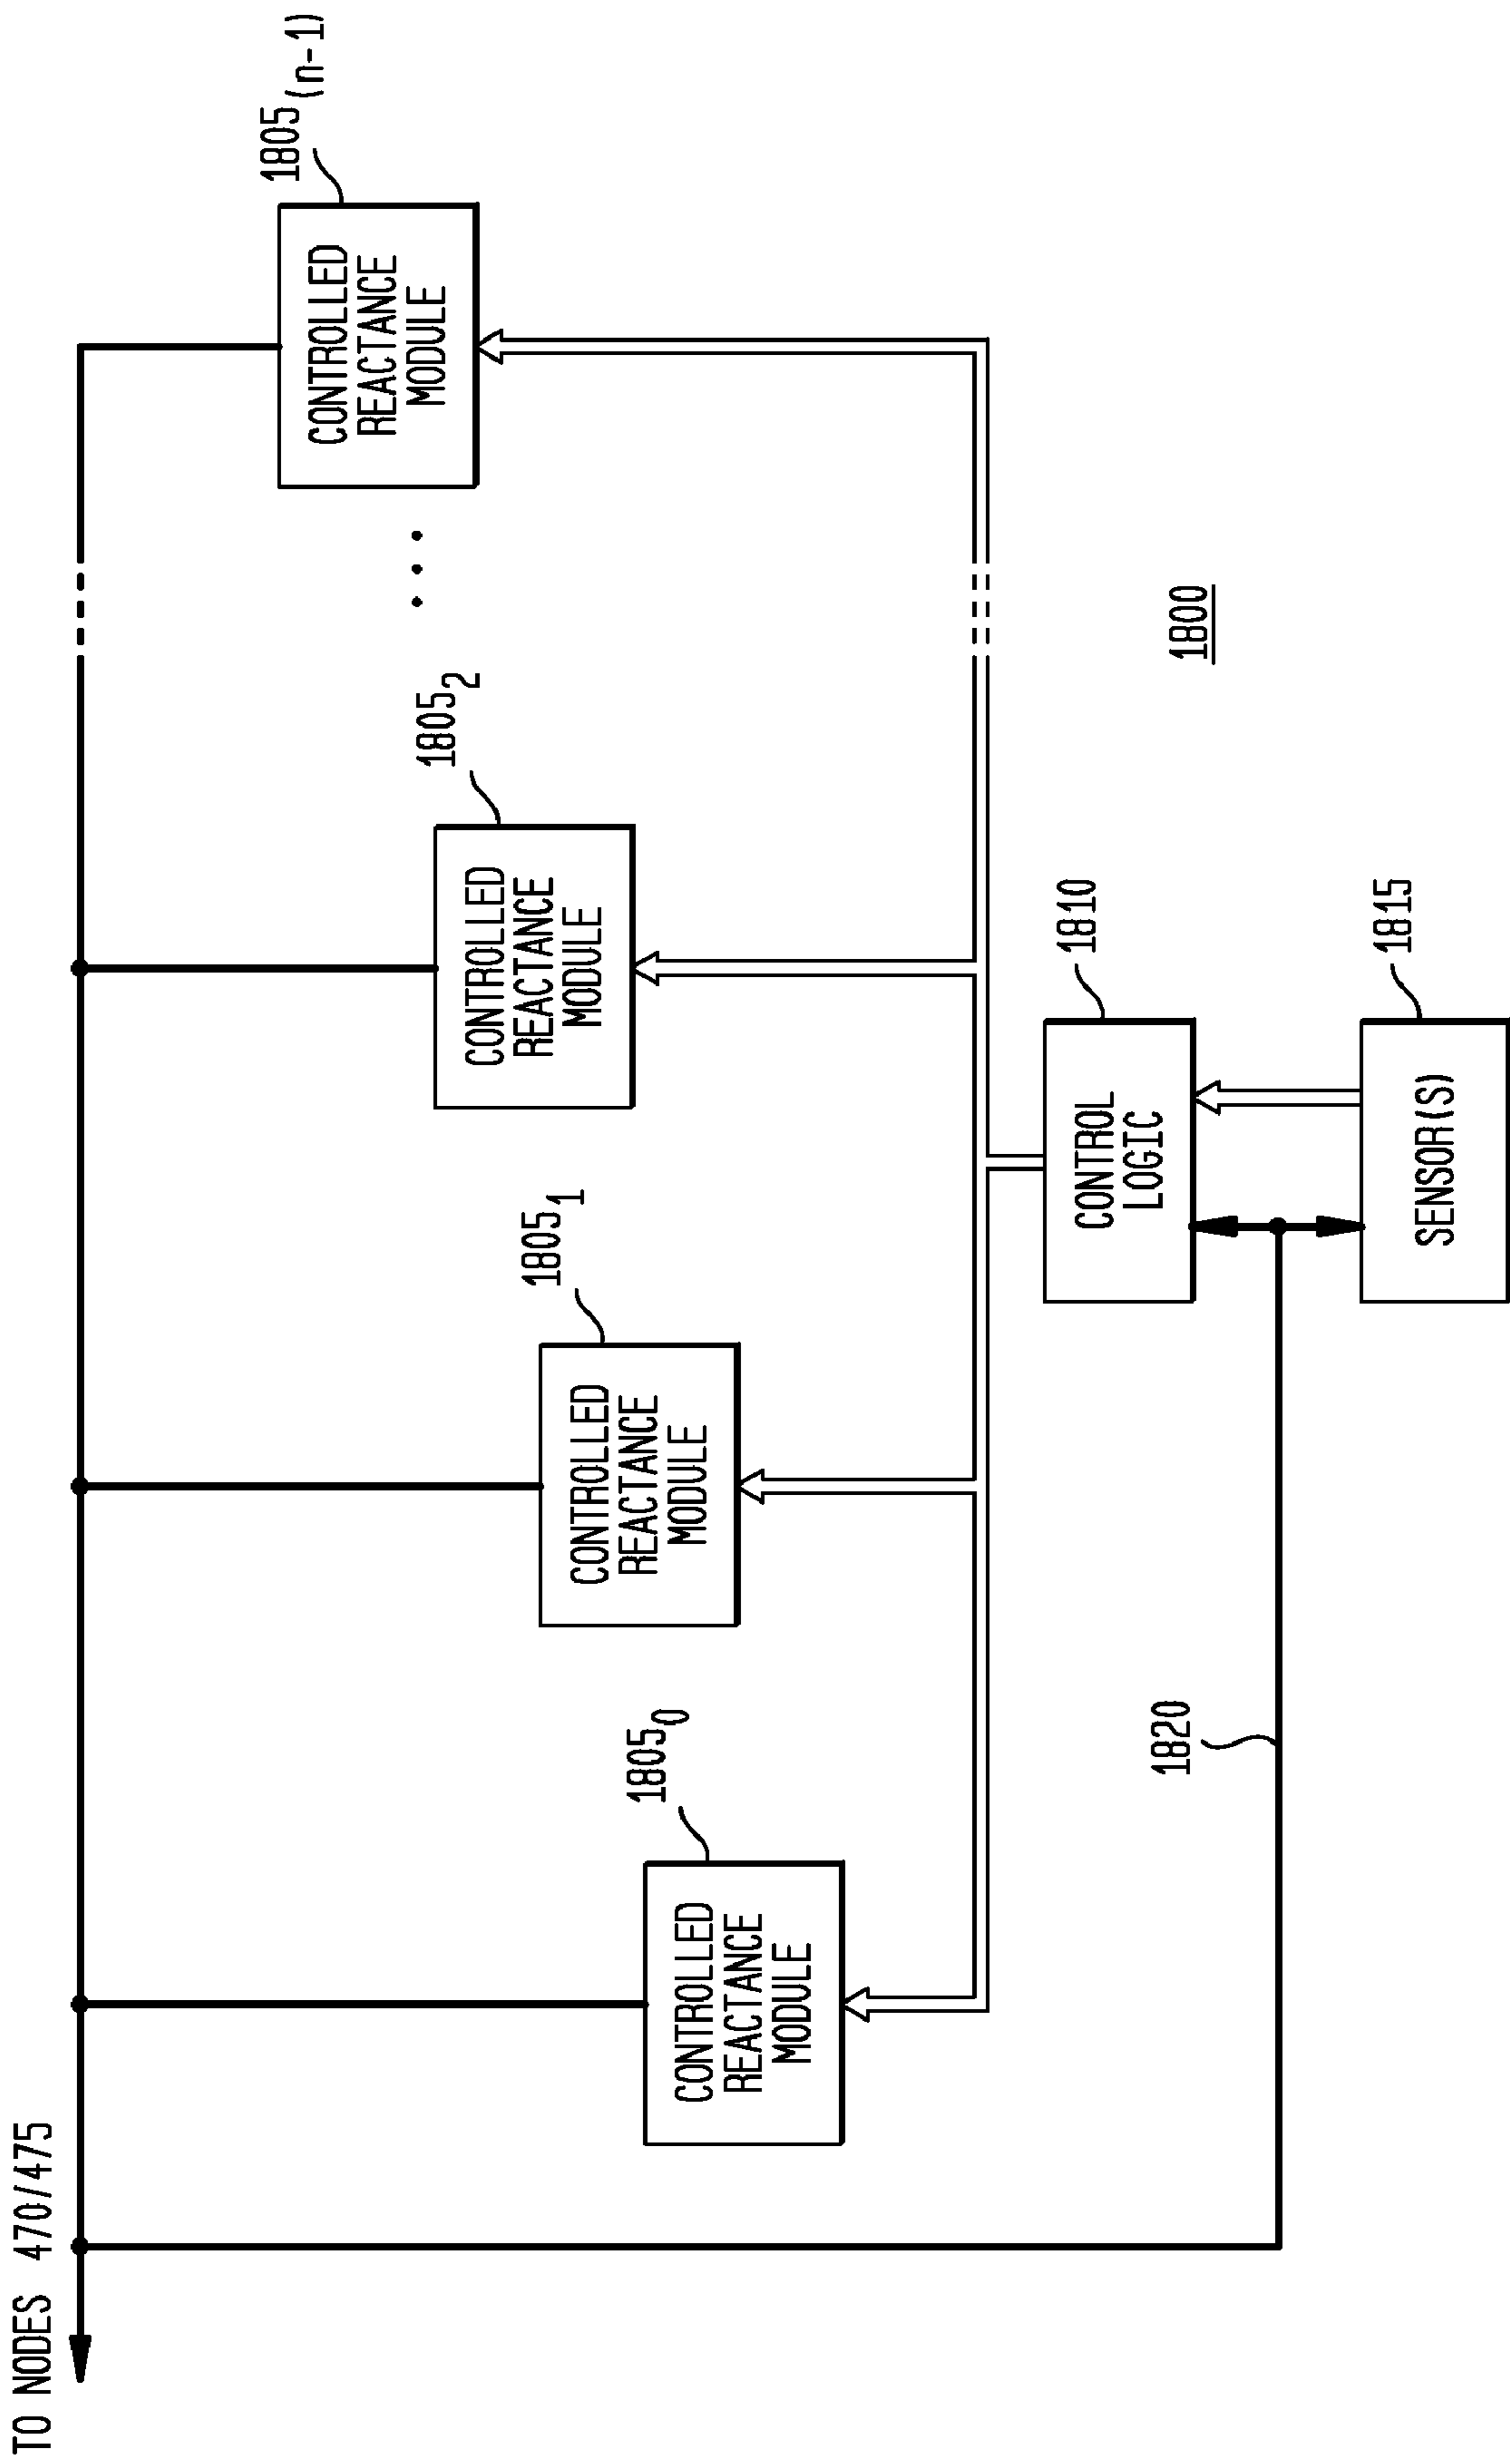 TO NODES 470/475
1805(n-1)
CONTROLLED
REACTANCE
MODULE
18052
CONTROLLED
REACTANCE
MODULE
18051
CONTROLLED
REACTANCE
MODULE
18050
CONTROLLED
REACTANCE
MODULE
...
1810
CONTROL
LOGIC
1815
SENSOR(S)
1820
1800